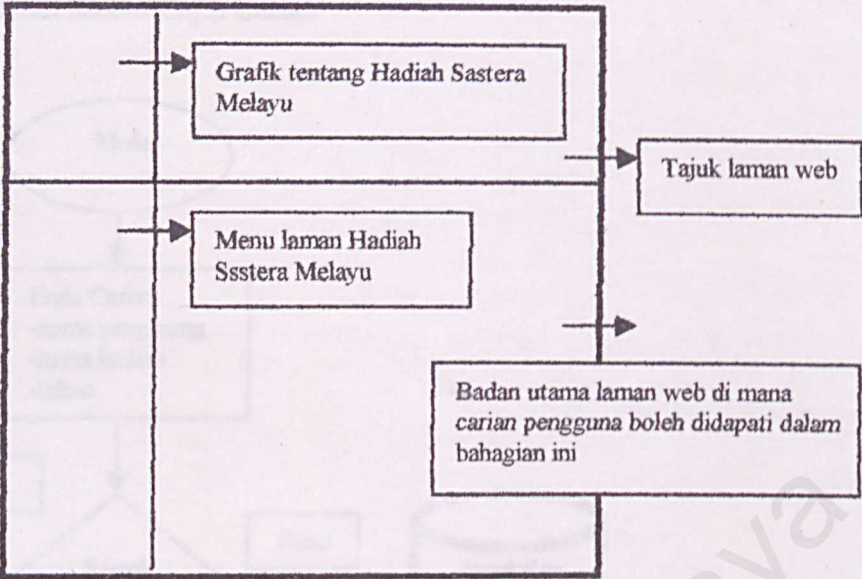 Grafik tentang Hadiah Sastera
Melayu
Tajuk laman web
Menu laman Hadiah
Ssstera Melayu
Badan utama laman web di mana
carian pengguna boleh didapati dalam
bahagian ini